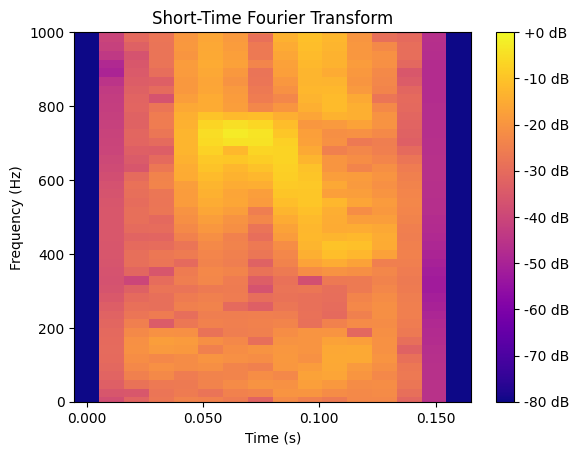 Short-Time Fourier Transform
1000
800
600
400
200
0
Frequency (Hz)
0.000
0.050
0.100
0.150
Time (s)
+0 dB
-10 dB
-20 dB
-30 dB
-40 dB
-50 dB
-60 dB
-70 dB
-80 dB